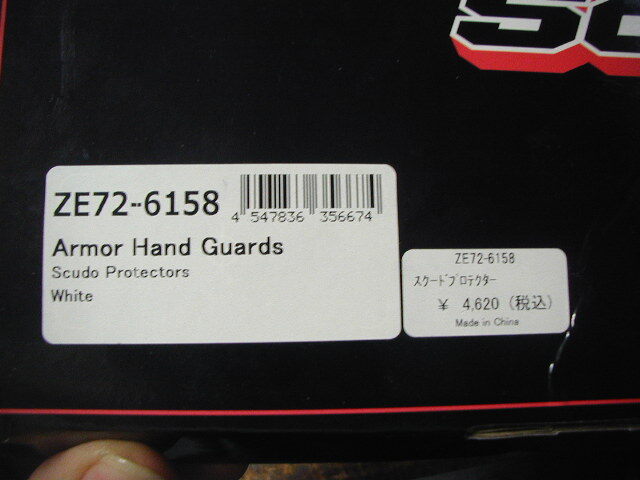 ZE72-6158
4 547836 356674
Armor Hand Guards
Scudo Protectors
White
ZE72-6158
スクードプロテクター
¥ 4,620 (税込)
Made in China